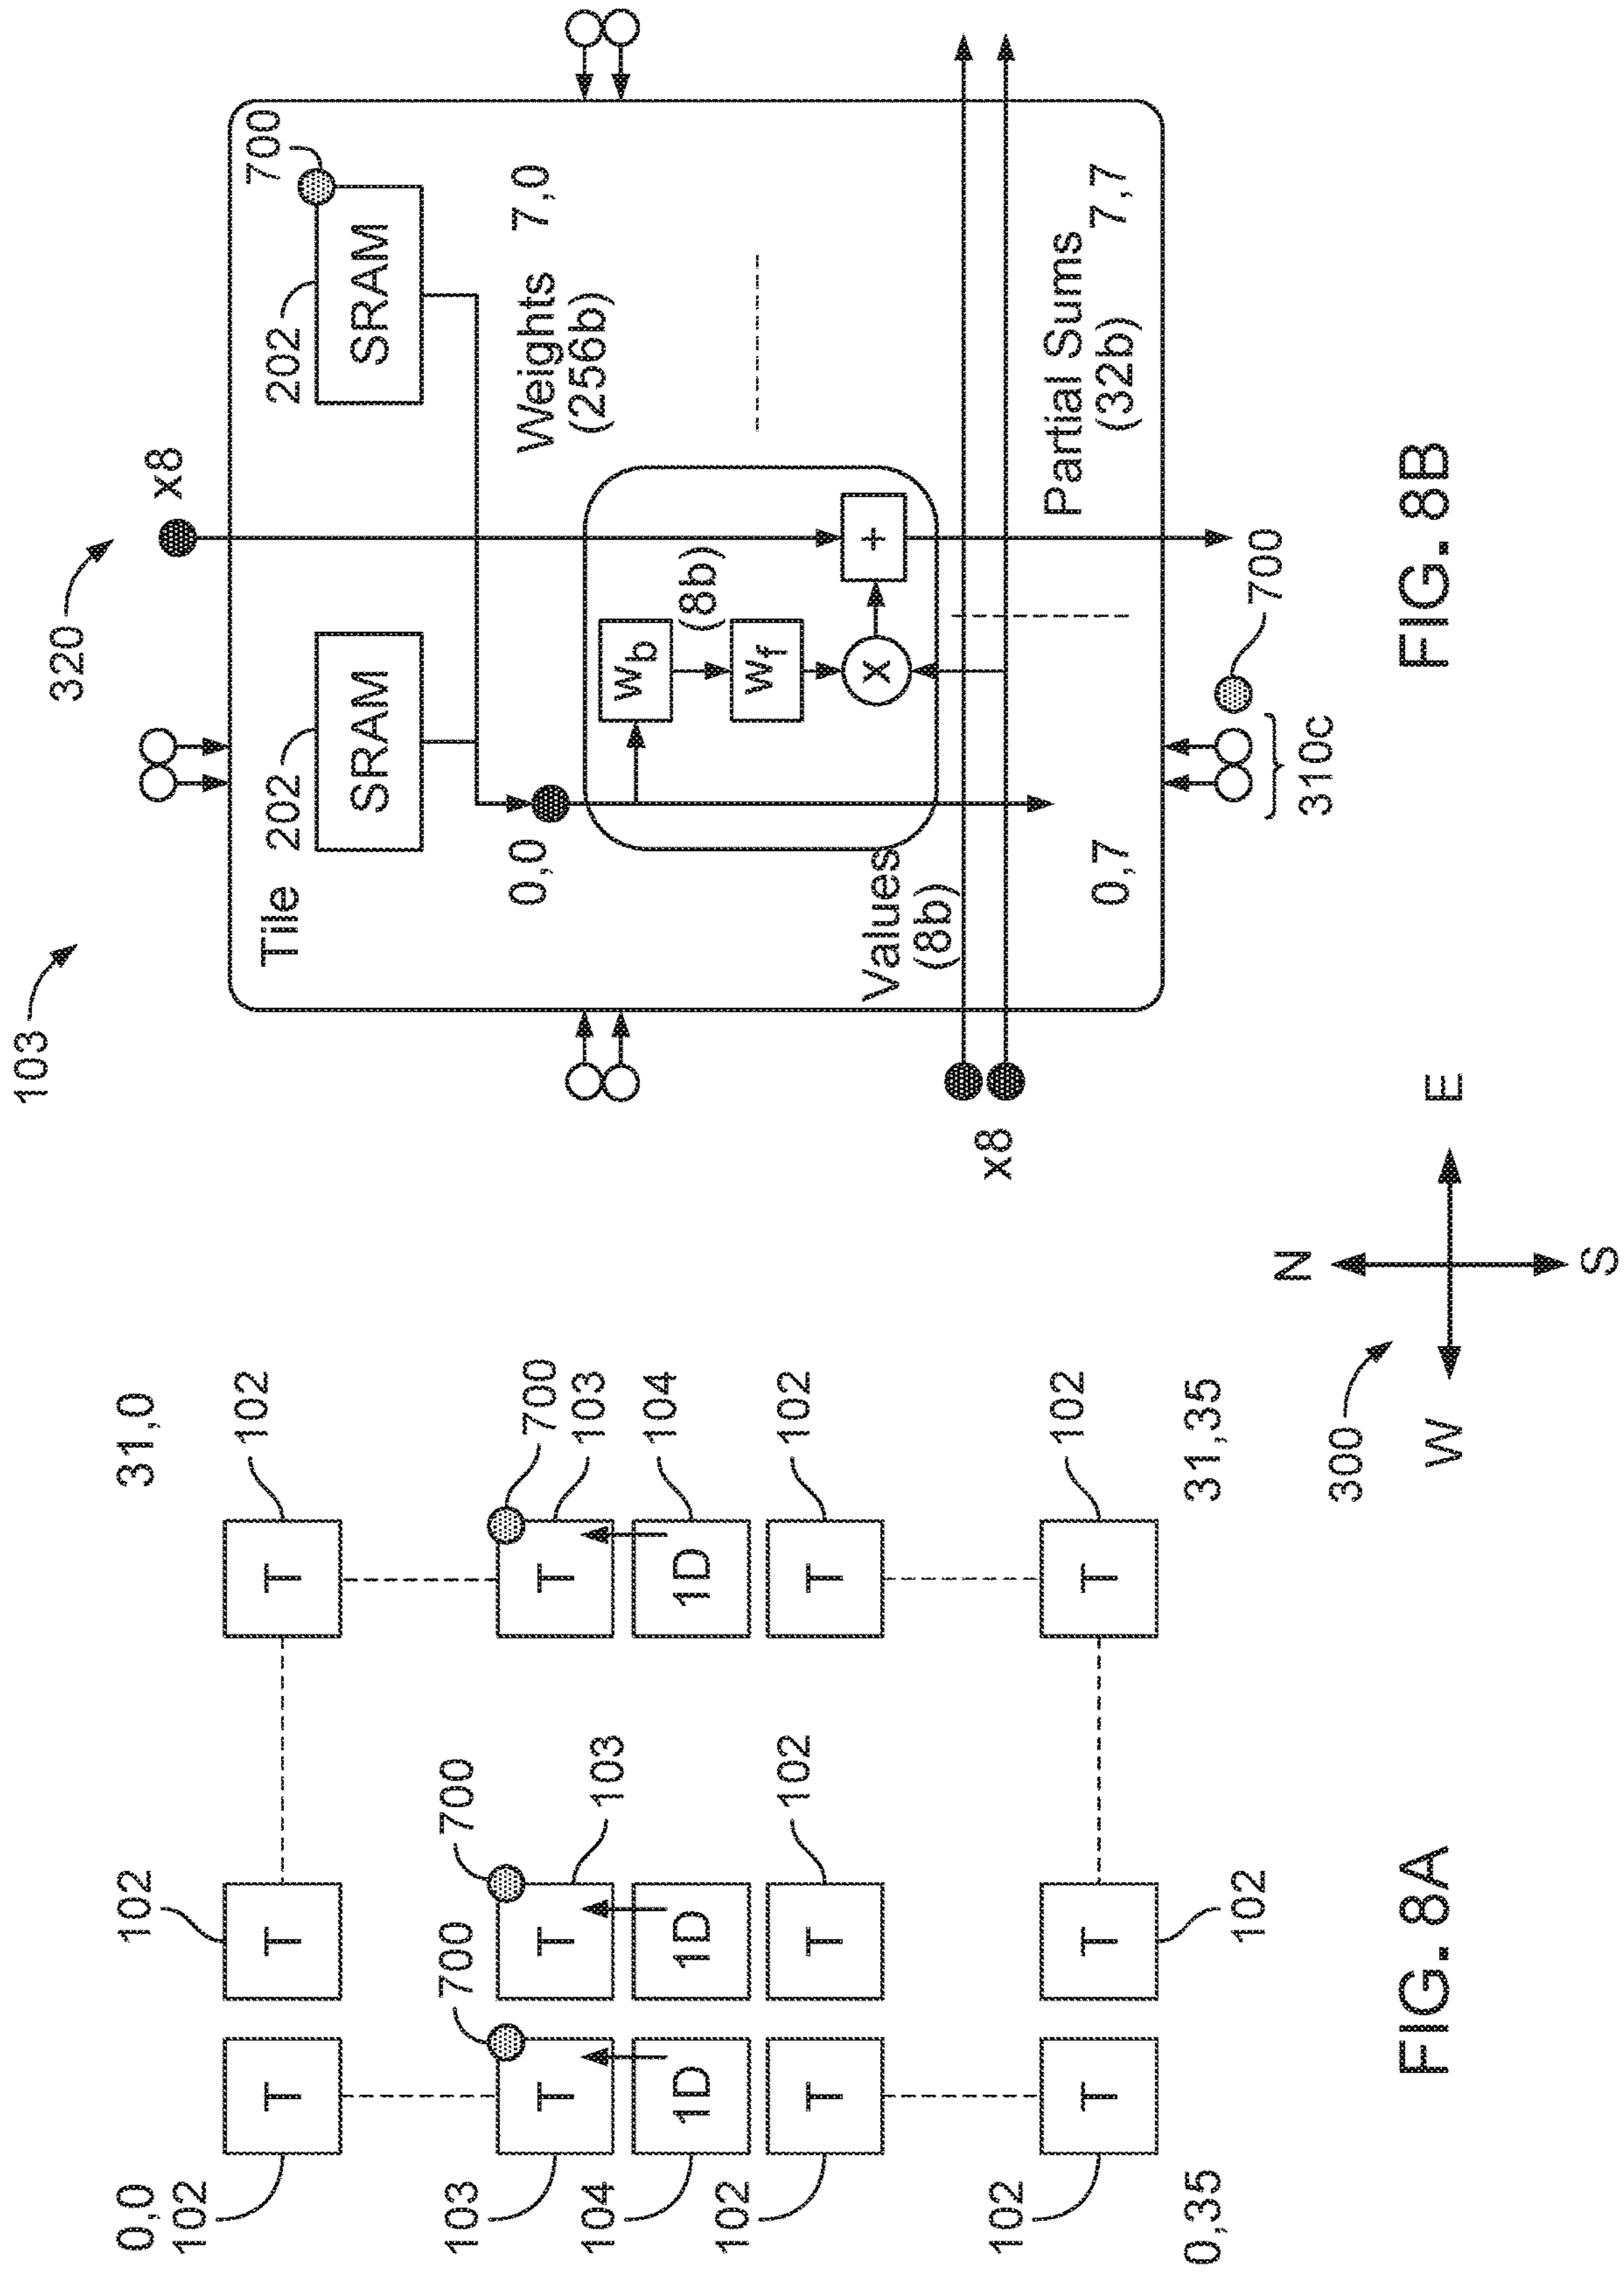 0,0
31,0
102
102
102
T
T
T
700
700
700
103
103
103
T
T
T
104
104
1D
1D
1D
102
102
102
T
T
T
102
102
102
T
T
T
0,35
31,35
FIG. 8A
300
N
W
E
S
103
320
x8
Tile
202
SRAM
202
SRAM
700
0,0
Weights
(256b)
7,0
Wb
(8b)
Wf
X
+
Values
(8b)
x8
0,7
Partial Sums
(32b)
7,7
310c
700
FIG. 8B